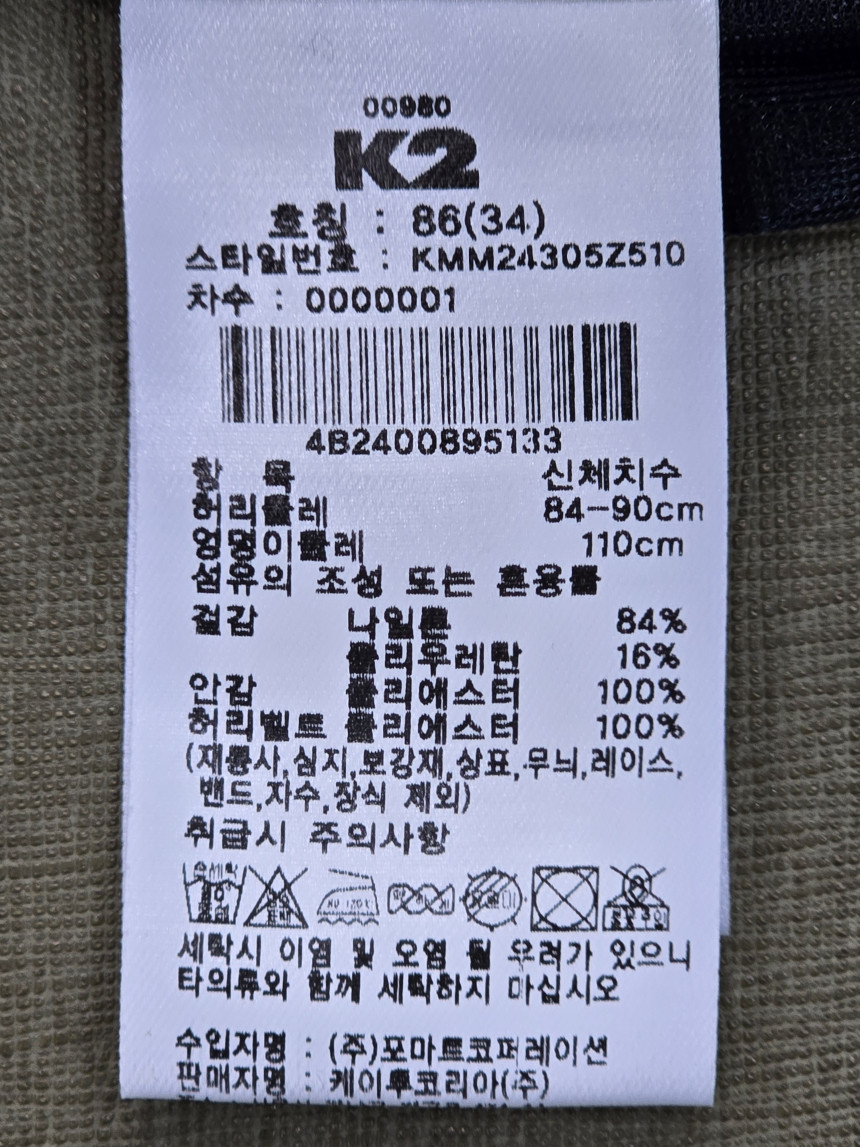 00980
K2
호칭 : 86(34)
스타일번호 : KMM24305Z510
차수 : 0000001
4B2400895133
항 목 신체치수
허리둘레 84-90cm
엉덩이둘레 110cm
섬유의 조성 또는 혼용률
겉감 나일론 84%
폴리우레탄 16%
안감 폴리에스터 100%
허리벨트 폴리에스터 100%
(재봉사,심지,보강재,상표,무늬,레이스,
밴드,자수,장식 제외)
취급시 주의사항
손세탁
세탁시 이염 및 오염 될 우려가 있으니
타의류와 함께 세탁하지 마십시오
수입자명 : (주)포마트코퍼레이션
판매자명 : 케이투코리아(주)